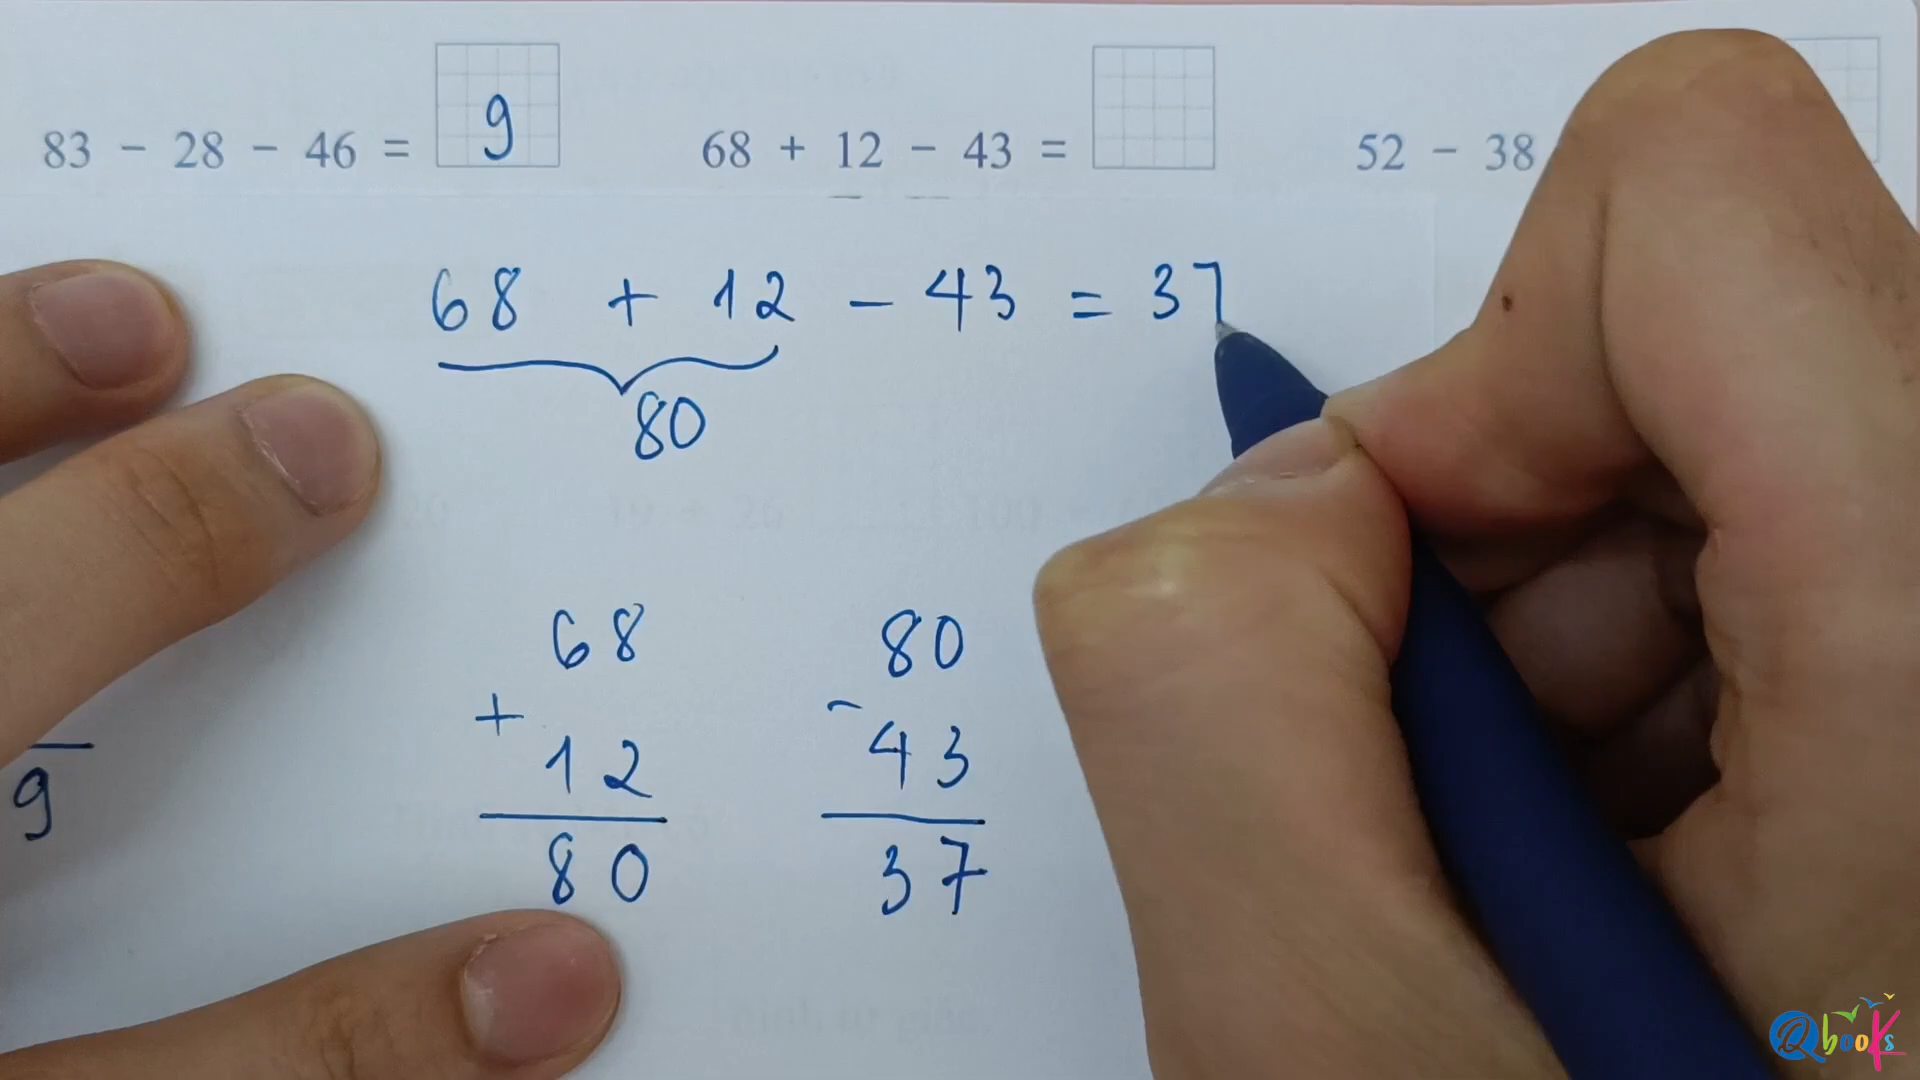 83 - 28 - 46 = 9
68 + 12 - 43 =
52 - 38
68 + 12 - 43 = 37
80
68
+
12
80
80
-
43
37
9
Qbooks